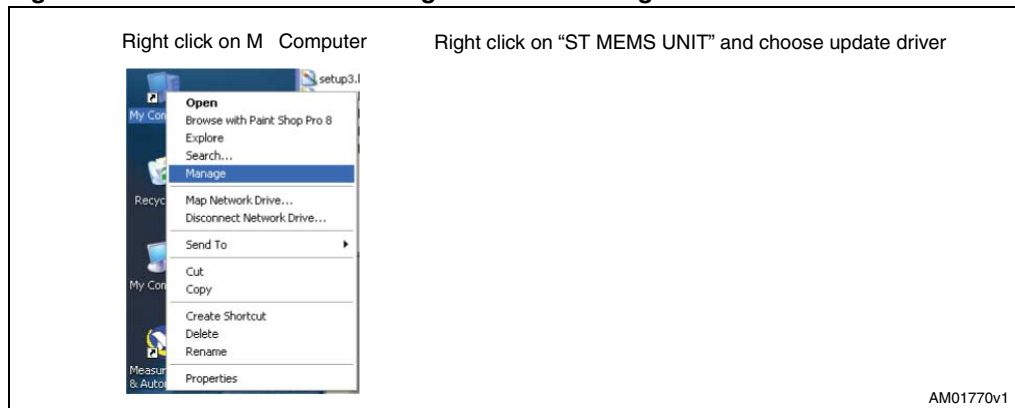 Right click on M Computer
Right click on “ST MEMS UNIT” and choose update driver
setup3.l
My Con
Open
Browse with Paint Shop Pro 8
Explore
Search...
Manage
Recyc
Map Network Drive...
Disconnect Network Drive...
Send To
My Con
Cut
Copy
Create Shortcut
Delete
Rename
Measur
& Auto
Properties
AM01770v1